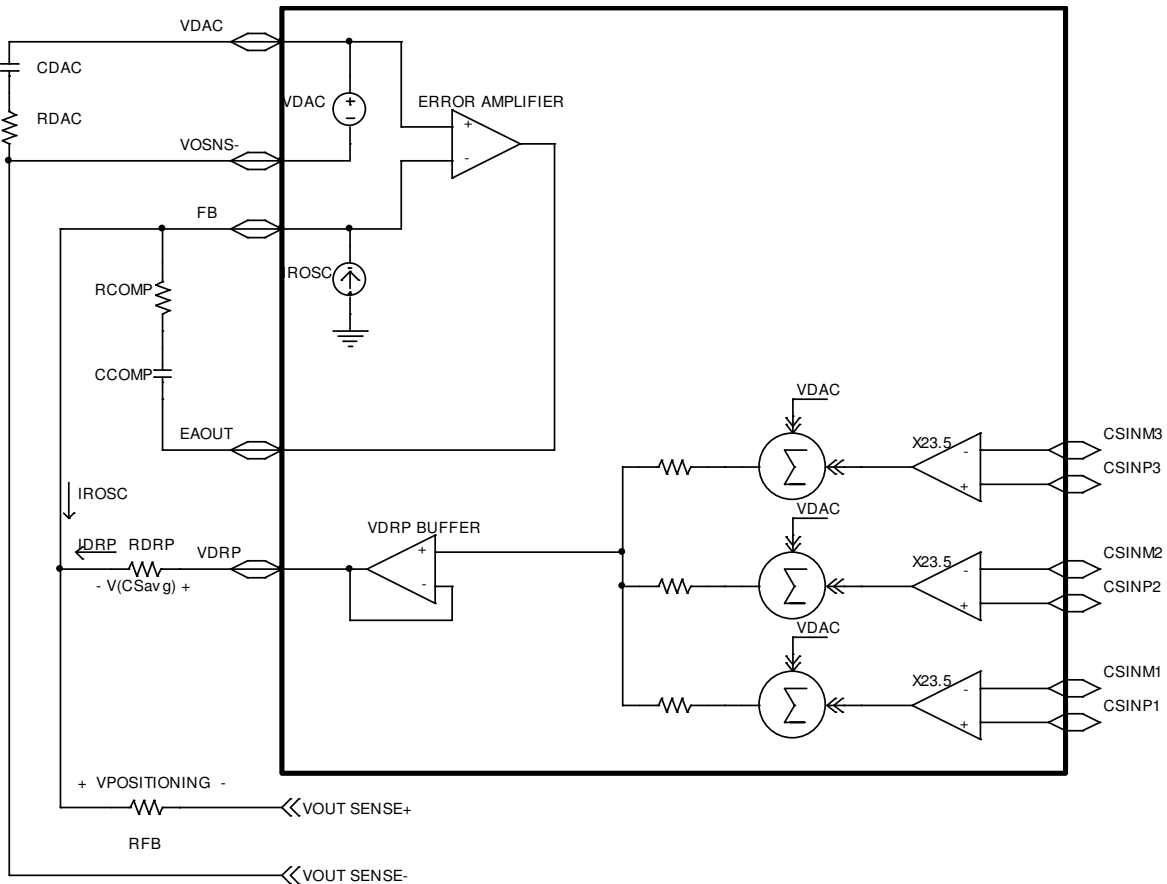 VDAC
CDAC
RDAC
VDAC
+
-
ERROR AMPLIFIER
+
-
VOSNS-
FB
IROSC
RCOMP
CCOMP
EAOUT
IROSC
IDRP
RDRP
VDRP
- V(CSavg) +
VDRP BUFFER
+
-
VDAC
Σ
X23.5
-
+
CSINM3
CSINP3
VDAC
Σ
X23.5
-
+
CSINM2
CSINP2
VDAC
Σ
X23.5
-
+
CSINM1
CSINP1
+ VPOSITIONING -
VOUT SENSE+
RFB
VOUT SENSE-